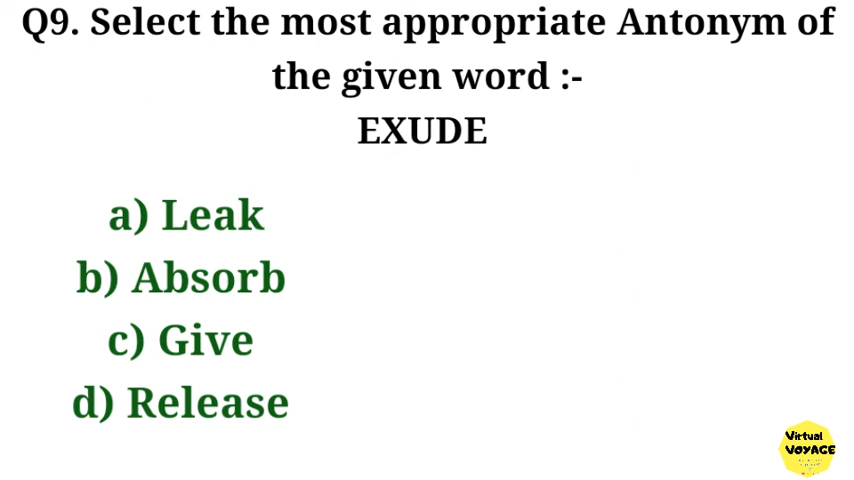 Q9. Select the most appropriate Antonym of
the given word :-
EXUDE
a) Leak
b) Absorb
c) Give
d) Release
Virtual
VOYAGE